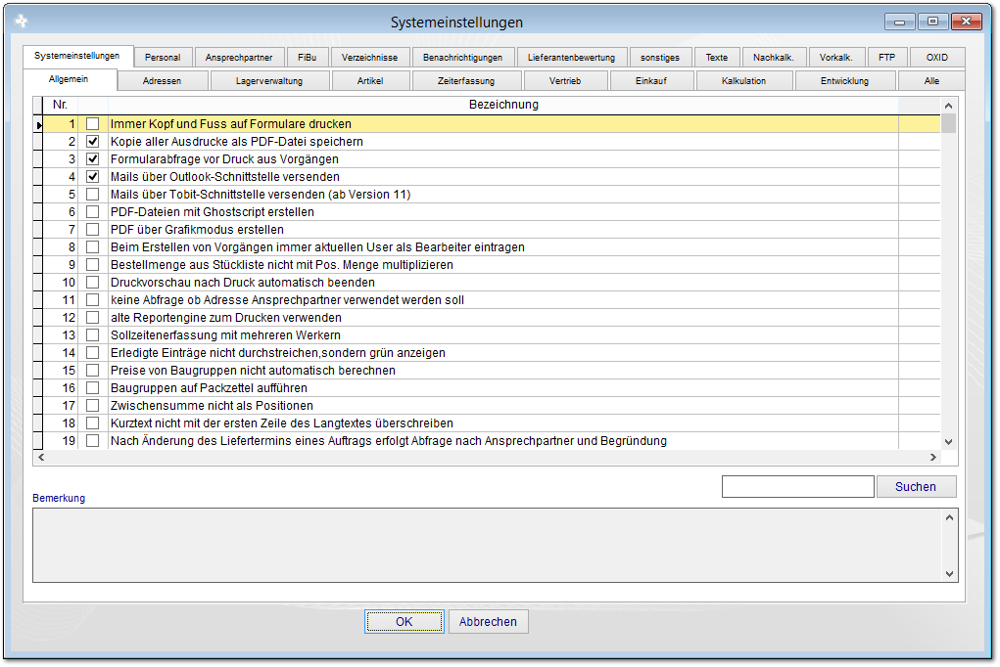 Systemeinstellungen
Systemeinstellungen Personal Ansprechpartner FiBu Verzeichnisse Benachrichtigungen Lieferantenbewertung sonstiges Texte Nachkalk. Vorkalk. FTP OXID
Allgemein Adressen Lagerverwaltung Artikel Zeiterfassung Vertrieb Einkauf Kalkulation Entwicklung Alle
Nr. Bezeichnung
1 Immer Kopf und Fuss auf Formulare drucken
2 Kopie aller Ausdrucke als PDF-Datei speichern
3 Formularabfrage vor Druck aus Vorgängen
4 Mails über Outlook-Schnittstelle versenden
5 Mails über Tobit-Schnittstelle versenden (ab Version 11)
6 PDF-Dateien mit Ghostscript erstellen
7 PDF über Grafikmodus erstellen
8 Beim Erstellen von Vorgängen immer aktuellen User als Bearbeiter eintragen
9 Bestellmenge aus Stückliste nicht mit Pos. Menge multiplizieren
10 Druckvorschau nach Druck automatisch beenden
11 keine Abfrage ob Adresse Ansprechpartner verwendet werden soll
12 alte Reportengine zum Drucken verwenden
13 Sollzeitenerfassung mit mehreren Werkern
14 Erledigte Einträge nicht durchstreichen,sondern grün anzeigen
15 Preise von Baugruppen nicht automatisch berechnen
16 Baugruppen auf Packzettel aufführen
17 Zwischensumme nicht als Positionen
18 Kurztext nicht mit der ersten Zeile des Langtextes überschreiben
19 Nach Änderung des Liefertermins eines Auftrags erfolgt Abfrage nach Ansprechpartner und Begründung
Suchen
Bemerkung
OK Abbrechen